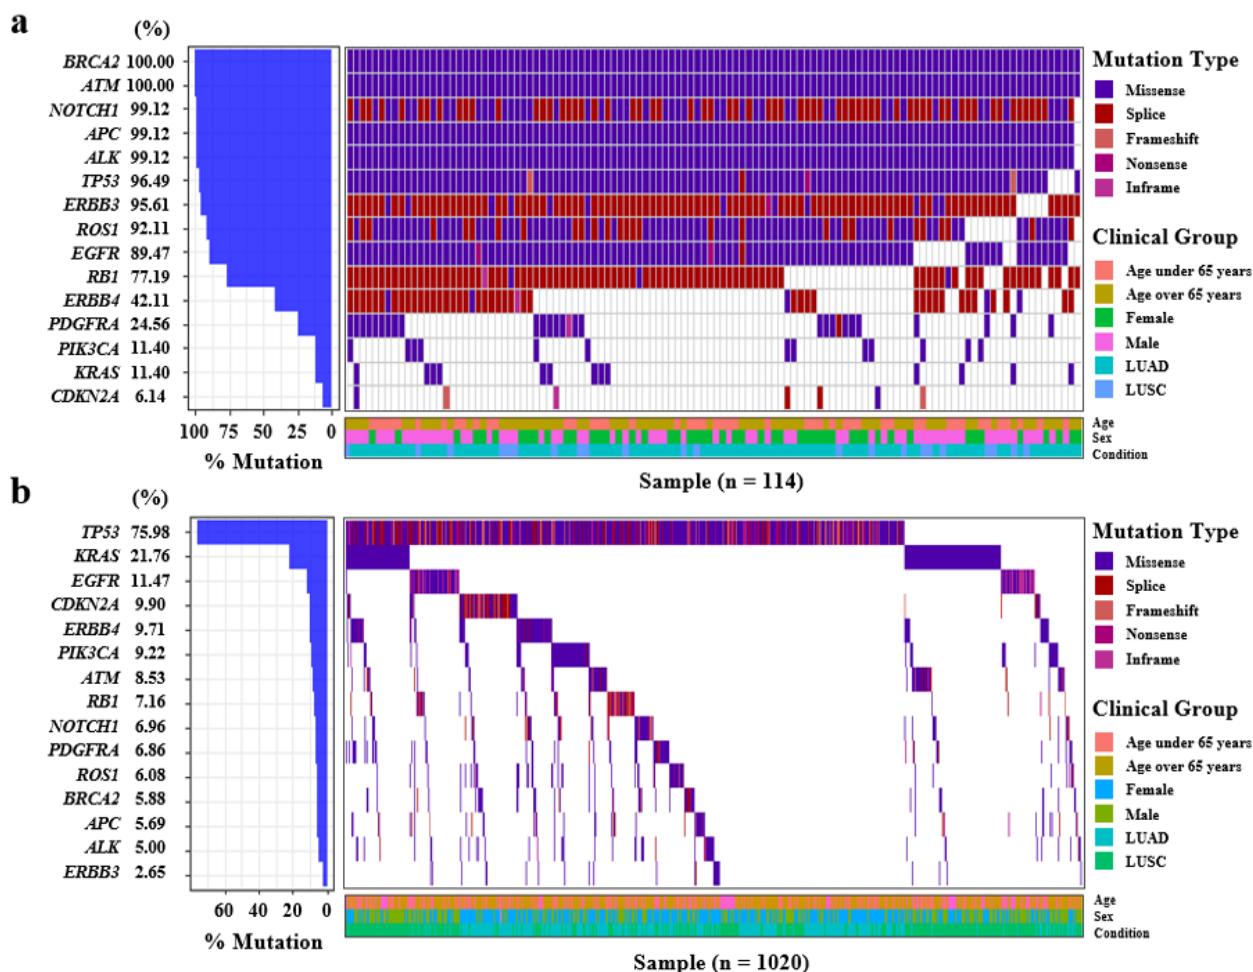 a
(%)
BRCA2 100.00
ATM 100.00
NOTCH1 99.12
APC 99.12
ALK 99.12
TP53 96.49
ERBB3 95.61
ROS1 92.11
EGFR 89.47
RB1 77.19
ERBB4 42.11
PDGFRA 24.56
PIK3CA 11.40
KRAS 11.40
CDKN2A 6.14
100 75 50 25 0
% Mutation
Mutation Type
Missense
Splice
Frameshift
Nonsense
Inframe
Clinical Group
Age under 65 years
Age over 65 years
Female
Male
LUAD
LUSC
Age
Sex
Condition
Sample (n = 114)
b
(%)
TP53 75.98
KRAS 21.76
EGFR 11.47
CDKN2A 9.90
ERBB4 9.71
PIK3CA 9.22
ATM 8.53
RB1 7.16
NOTCH1 6.96
PDGFRA 6.86
ROS1 6.08
BRCA2 5.88
APC 5.69
ALK 5.00
ERBB3 2.65
60 40 20 0
% Mutation
Mutation Type
Missense
Splice
Frameshift
Nonsense
Inframe
Clinical Group
Age under 65 years
Age over 65 years
Female
Male
LUAD
LUSC
Age
Sex
Condition
Sample (n = 1020)